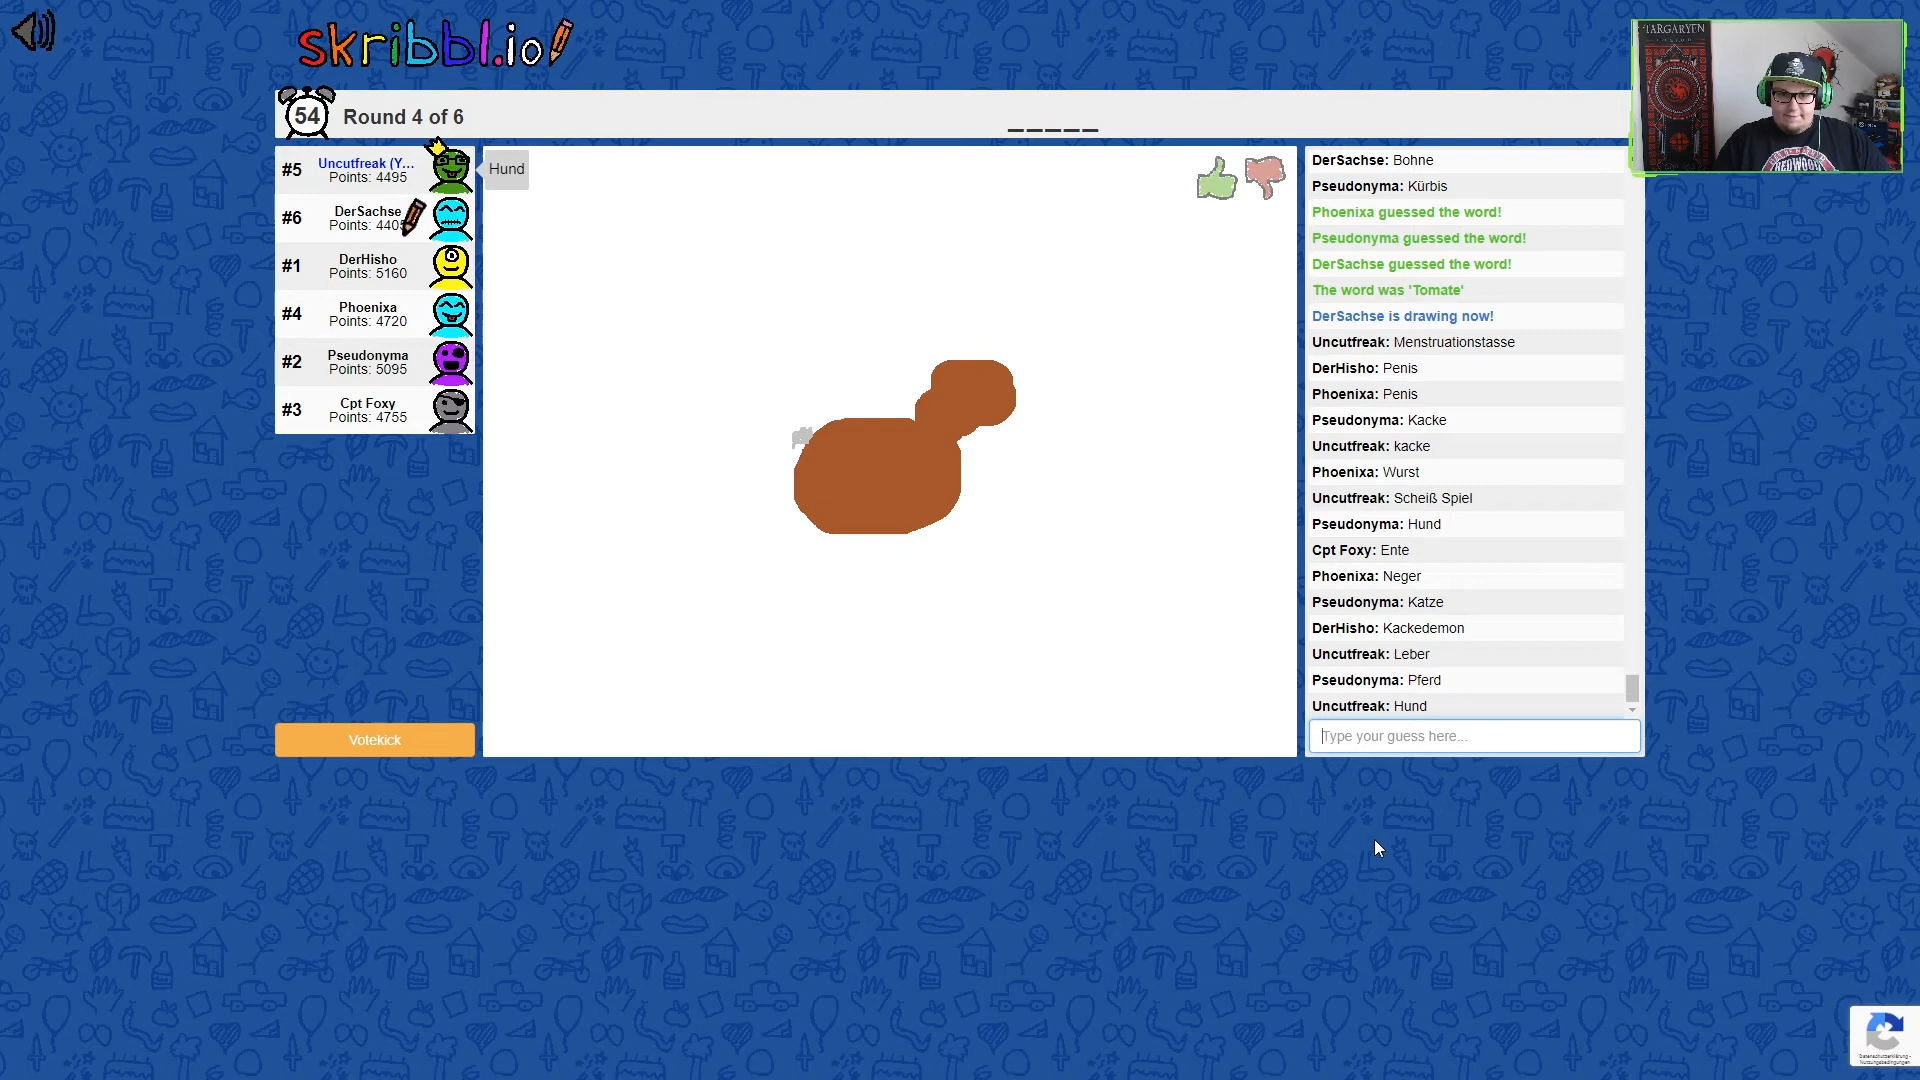 skribbl.io
TARGARYEN
54
Round 4 of 6
_ _ _ _ _
#5
Uncutfreak (Y...
Points: 4495
Hund
#6
DerSachse
Points: 4405
#1
DerHisho
Points: 5160
#4
Phoenixa
Points: 4720
#2
Pseudonyma
Points: 5095
#3
Cpt Foxy
Points: 4755
Votekick
DerSachse: Bohne
Pseudonyma: Kürbis
Phoenixa guessed the word!
Pseudonyma guessed the word!
DerSachse guessed the word!
The word was 'Tomate'
DerSachse is drawing now!
Uncutfreak: Menstruationstasse
DerHisho: Penis
Phoenixa: Penis
Pseudonyma: Kacke
Uncutfreak: kacke
Phoenixa: Wurst
Uncutfreak: Scheiß Spiel
Pseudonyma: Hund
Cpt Foxy: Ente
Phoenixa: Neger
Pseudonyma: Katze
DerHisho: Kackedemon
Uncutfreak: Leber
Pseudonyma: Pferd
Uncutfreak: Hund
Type your guess here...
REDWOOD
Datenschutzerklärung -
Nutzungsbedingungen